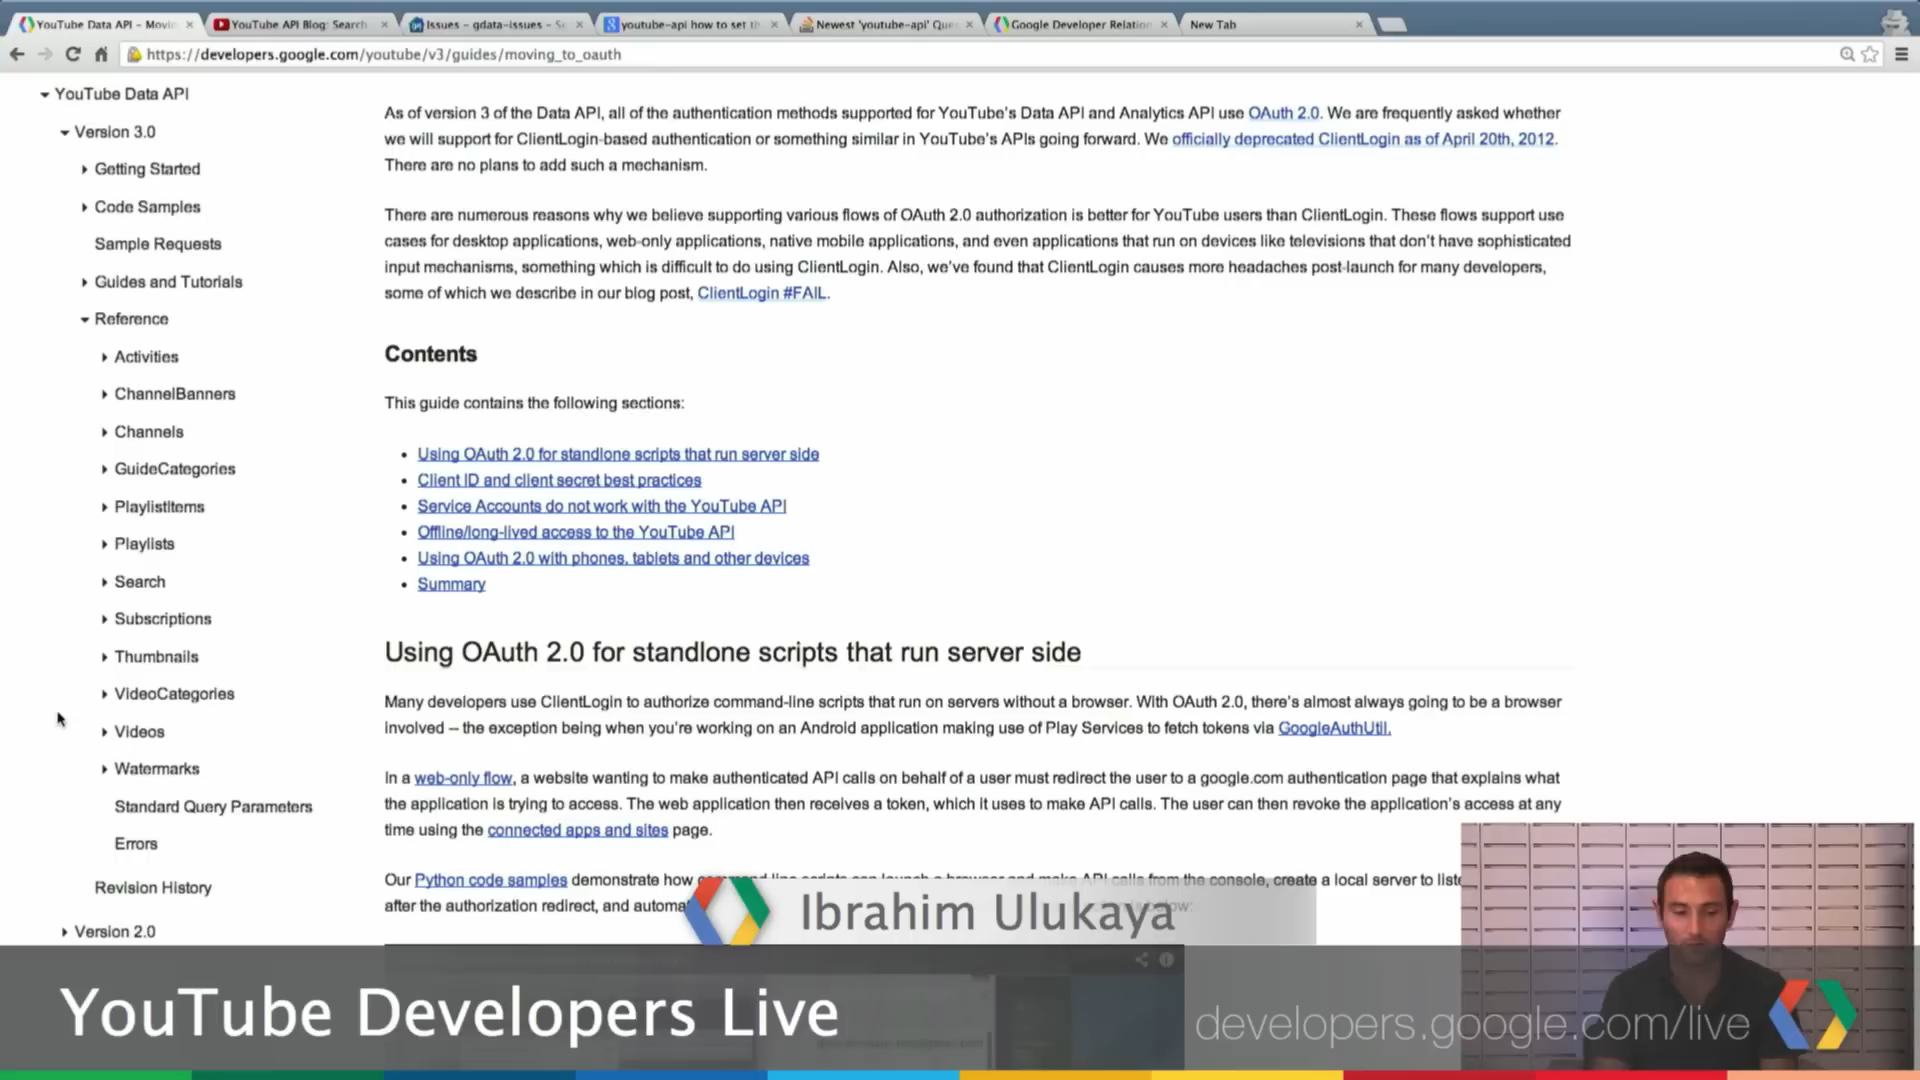 YouTube Data API - Movi
YouTube API Blog: Search
Issues - gdata-issues - S
youtube-api how to set t
Newest 'youtube-api' Que
Google Developer Relation
New Tab
https://developers.google.com/youtube/v3/guides/moving_to_oauth
YouTube Data API
Version 3.0
Getting Started
Code Samples
Sample Requests
Guides and Tutorials
Reference
Activities
ChannelBanners
Channels
GuideCategories
PlaylistItems
Playlists
Search
Subscriptions
Thumbnails
VideoCategories
Videos
Watermarks
Standard Query Parameters
Errors
Revision History
Version 2.0
As of version 3 of the Data API, all of the authentication methods supported for YouTube's Data API and Analytics API use OAuth 2.0. We are frequently asked whether
we will support for ClientLogin-based authentication or something similar in YouTube's APIs going forward. We officially deprecated ClientLogin as of April 20th, 2012.
There are no plans to add such a mechanism.
There are numerous reasons why we believe supporting various flows of OAuth 2.0 authorization is better for YouTube users than ClientLogin. These flows support use
cases for desktop applications, web-only applications, native mobile applications, and even applications that run on devices like televisions that don't have sophisticated
input mechanisms, something which is difficult to do using ClientLogin. Also, we've found that ClientLogin causes more headaches post-launch for many developers,
some of which we describe in our blog post, ClientLogin #FAIL.
Contents
This guide contains the following sections:
• Using OAuth 2.0 for standlone scripts that run server side
• Client ID and client secret best practices
• Service Accounts do not work with the YouTube API
• Offline/long-lived access to the YouTube API
• Using OAuth 2.0 with phones, tablets and other devices
• Summary
Using OAuth 2.0 for standlone scripts that run server side
Many developers use ClientLogin to authorize command-line scripts that run on servers without a browser. With OAuth 2.0, there's almost always going to be a browser
involved – the exception being when you're working on an Android application making use of Play Services to fetch tokens via GoogleAuthUtil.
In a web-only flow, a website wanting to make authenticated API calls on behalf of a user must redirect the user to a google.com authentication page that explains what
the application is trying to access. The web application then receives a token, which it uses to make API calls. The user can then revoke the application's access at any
time using the connected apps and sites page.
Our Python code samples demonstrate how command-line scripts can launch a browser and make API calls from the console, create a local server to liste
after the authorization redirect, and automa
Ibrahim Ulukaya
YouTube Developers Live
developers.google.com/live